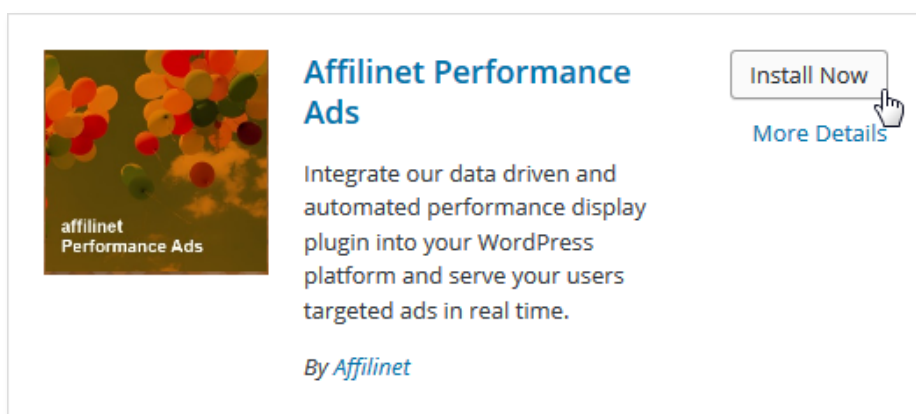 Affilinet Performance
Ads
Install Now
More Details
Integrate our data driven and
automated performance display
plugin into your WordPress
platform and serve your users
targeted ads in real time.
By Affilinet
affilinet
Performance Ads